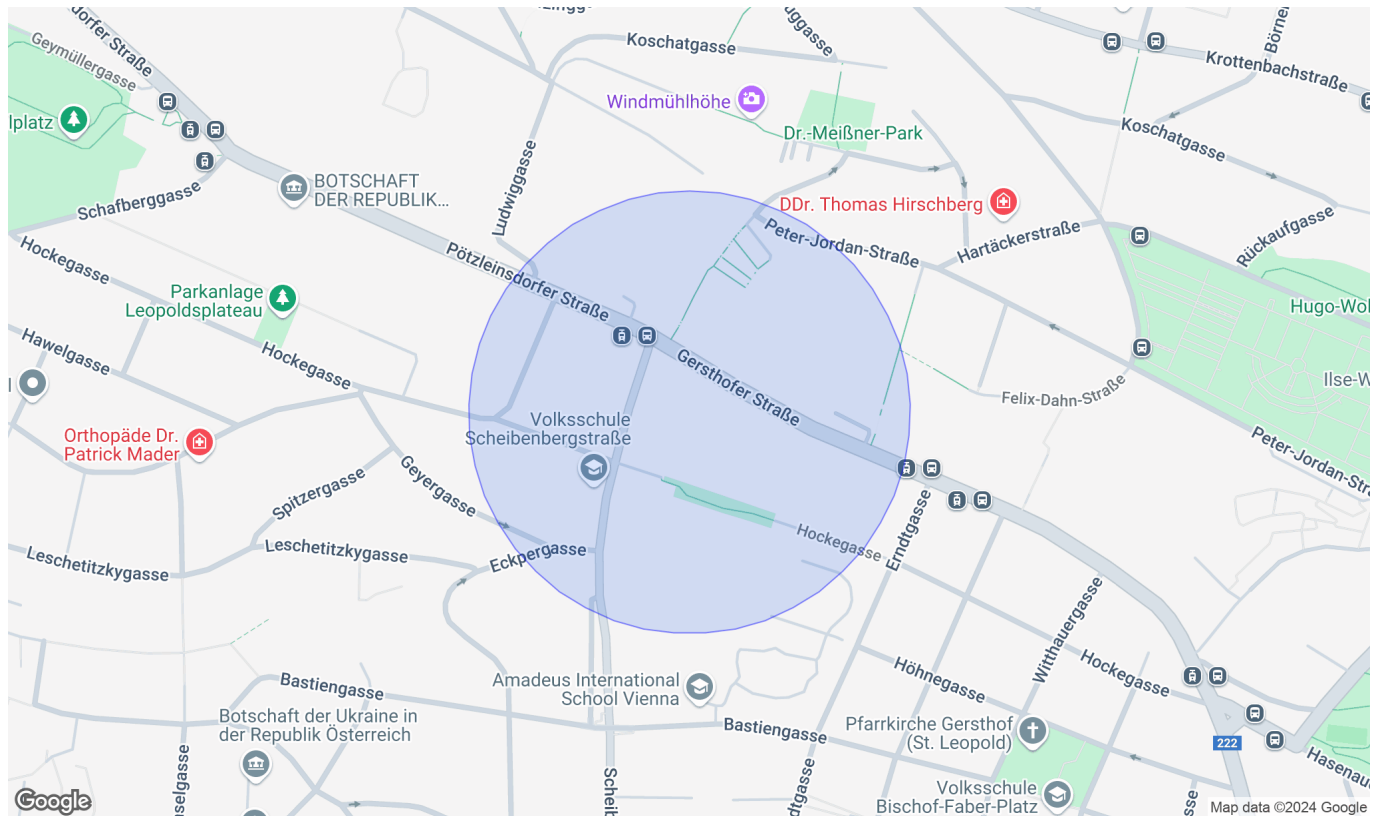 dorfer Straße
Geymüllergasse
Koschatgasse
Krottenbachstraße
Windmühlhöhe
lplatz
Dr.-Meißner-Park
Koschatgasse
BOTSCHAFT
DER REPUBLIK...
Schafberggasse
Ludwiggasse
DDr. Thomas Hirschberg
Peter-Jordan-Straße
Hartäckerstraße
Rückaufgasse
Hockegasse
Pötzleinsdorfer Straße
Parkanlage
Leopoldsplateau
Hugo-Wol
Hawelgasse
Hockegasse
Gersthofer Straße
Ilse-W
Felix-Dahn-Straße
Volksschule
Scheibenbergstraße
Orthopäde Dr.
Patrick Mader
Peter-Jordan-Stra
Geyergasse
Spitzergasse
Hockegasse
Erndtgasse
Leschetitzkygasse
Leschetitzkygasse
Eckpergasse
Witthauergasse
Hockegasse
Höhnegasse
Amadeus International
School Vienna
Bastiengasse
Botschaft der Ukraine in
der Republik Österreich
Bastiengasse
Pfarrkirche Gersthof
(St. Leopold)
222
Hasenau
Volksschule
Bischof-Faber-Platz
Google
Map data ©2024 Google